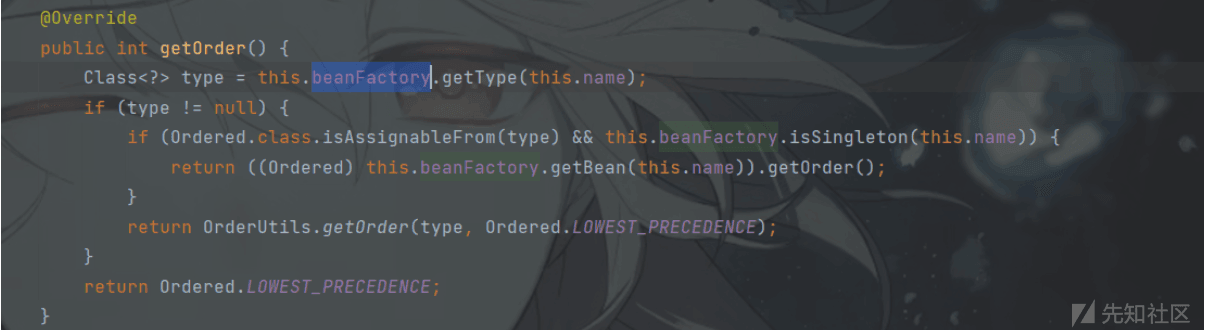 @Override
public int getOrder() {
    Class<?> type = this.beanFactory.getType(this.name);
    if (type != null) {
        if (Ordered.class.isAssignableFrom(type) && this.beanFactory.isSingleton(this.name)) {
            return ((Ordered) this.beanFactory.getBean(this.name)).getOrder();
        }
        return OrderUtils.getOrder(type, Ordered.LOWEST_PRECEDENCE);
    }
    return Ordered.LOWEST_PRECEDENCE;
}
先知社区